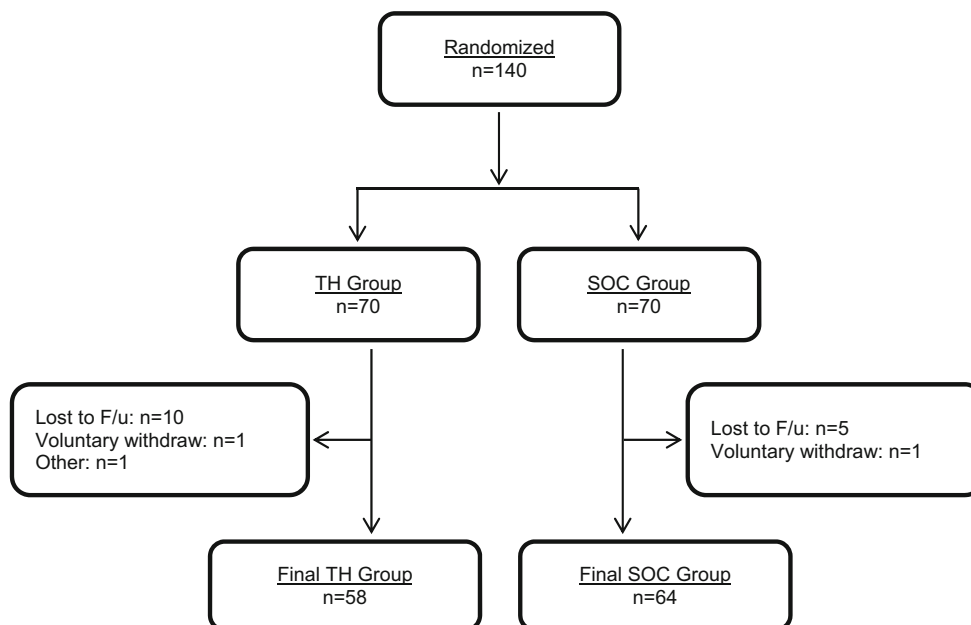 Randomized
n=140
TH Group
n=70
SOC Group
n=70
Lost to F/u: n=10
Voluntary withdraw: n=1
Other: n=1
Lost to F/u: n=5
Voluntary withdraw: n=1
Final TH Group
n=58
Final SOC Group
n=64